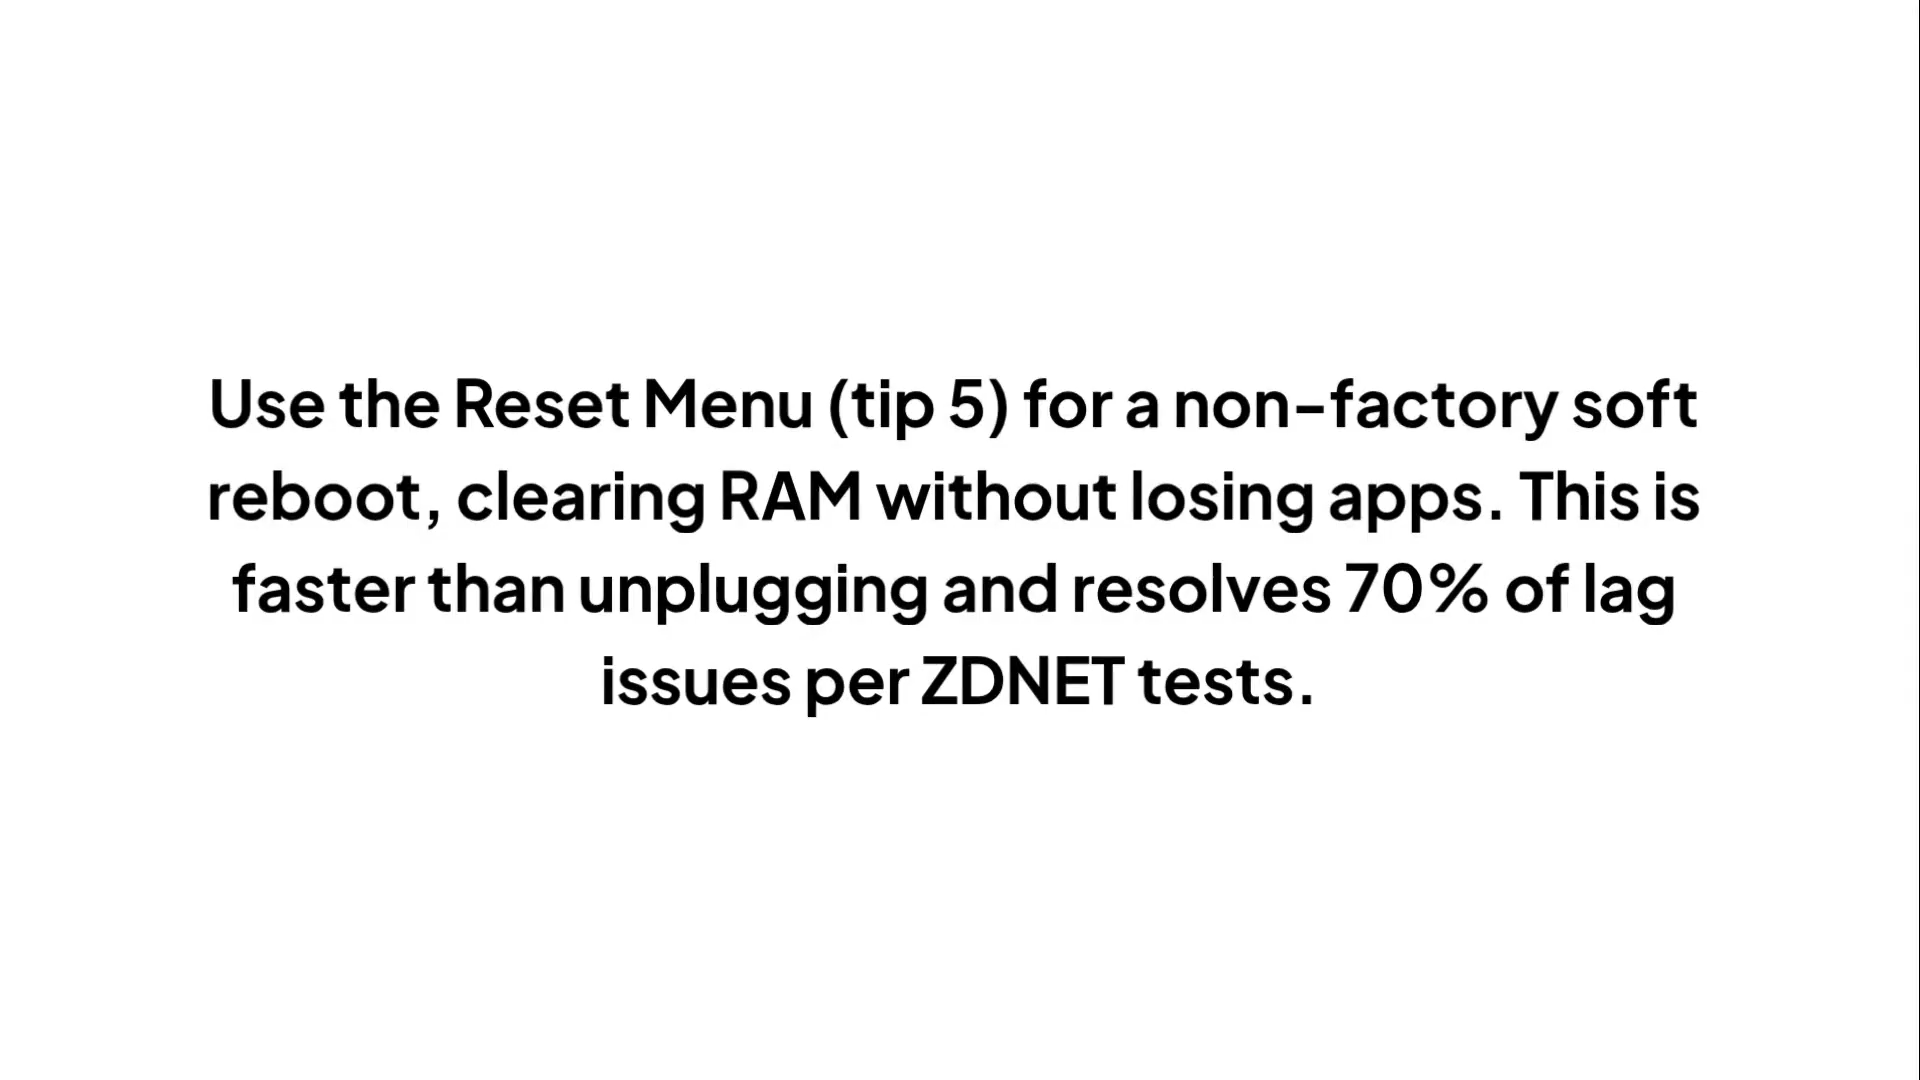 Use the Reset Menu (tip 5) for a non-factory soft
reboot, clearing RAM without losing apps. This is
faster than unplugging and resolves 70% of lag
issues per ZDNET tests.